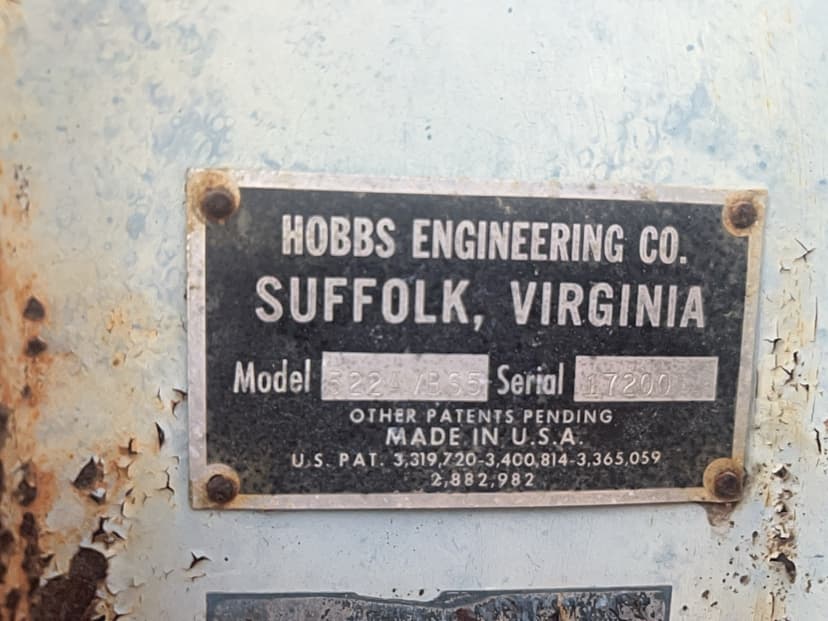 HOBBS ENGINEERING CO.
SUFFOLK, VIRGINIA
Model Serial 17200
OTHER PATENTS PENDING
MADE IN U.S.A.
U.S. PAT. 3,319,720-3,400,814-3,365,059
2,882,982